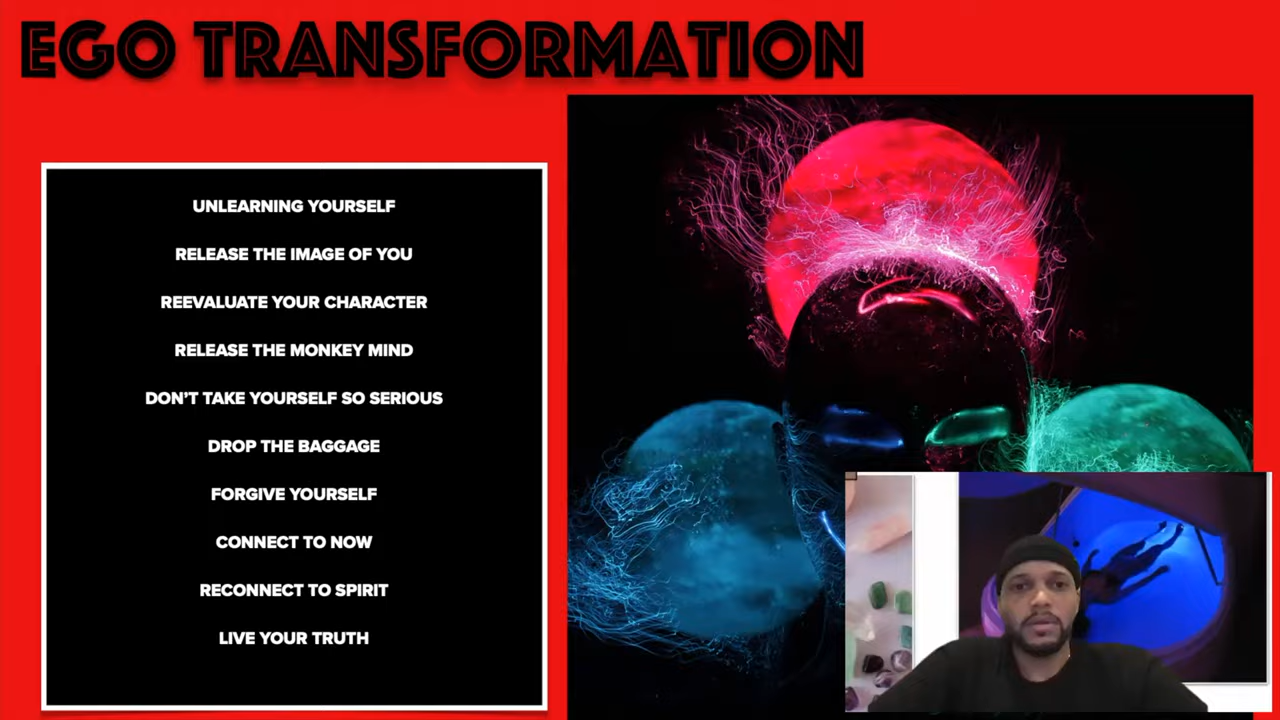 EGO TRANSFORMATION
UNLEARNING YOURSELF
RELEASE THE IMAGE OF YOU
REEVALUATE YOUR CHARACTER
RELEASE THE MONKEY MIND
DON'T TAKE YOURSELF SO SERIOUS
DROP THE BAGGAGE
FORGIVE YOURSELF
CONNECT TO NOW
RECONNECT TO SPIRIT
LIVE YOUR TRUTH